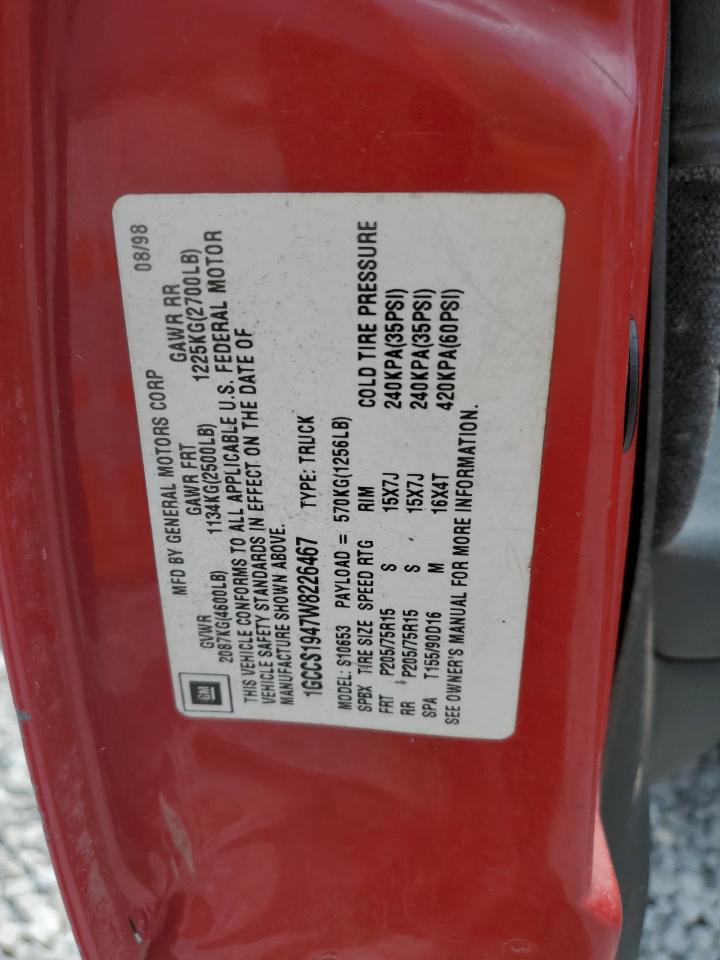 GM
MFD BY GENERAL MOTORS CORP 08/98
GVWR GAWR FRT GAWR RR
2087KG(4600LB) 1134KG(2500LB) 1225KG(2700LB)
THIS VEHICLE CONFORMS TO ALL APPLICABLE U.S. FEDERAL MOTOR
VEHICLE SAFETY STANDARDS IN EFFECT ON THE DATE OF
MANUFACTURE SHOWN ABOVE.
1GCCS1947W8226467 TYPE: TRUCK
MODEL: S10653 PAYLOAD = 570KG(1256LB)
SPBX TIRE SIZE SPEED RTG RIM COLD TIRE PRESSURE
FRT P205/75R15 S 15X7J 240KPA(35PSI)
RR P205/75R15 S 15X7J 240KPA(35PSI)
SPA T155/90D16 M 16X4T 420KPA(60PSI)
SEE OWNER'S MANUAL FOR MORE INFORMATION.